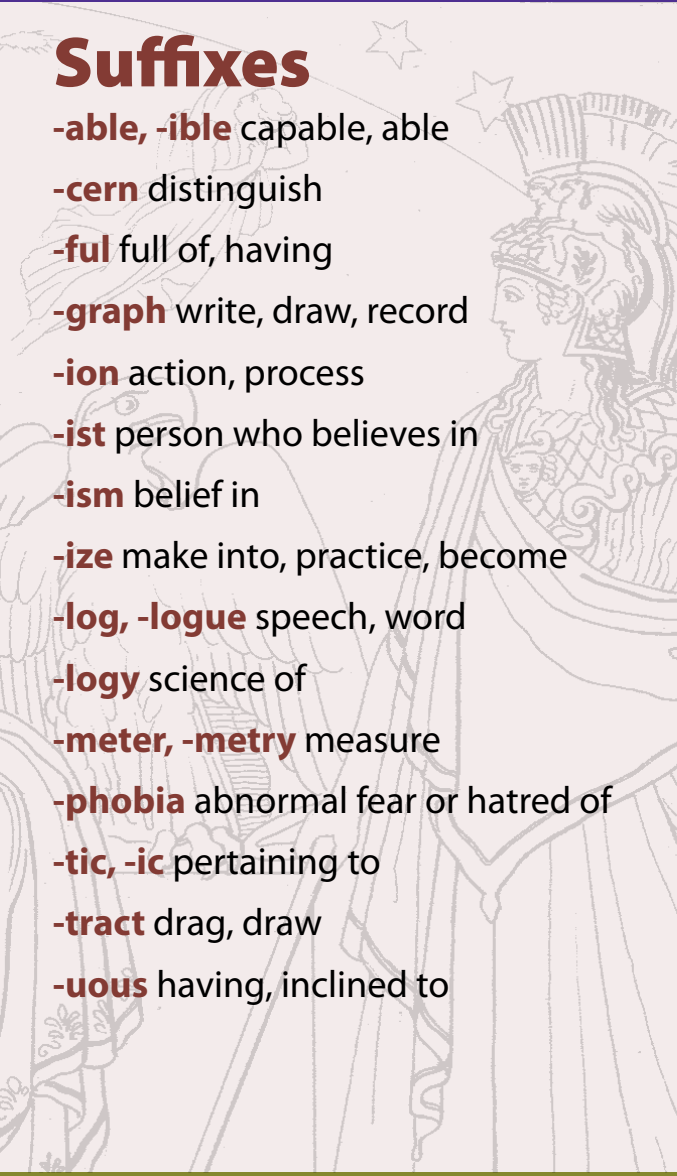 Suffixes
-able, -ible capable, able
-cern distinguish
-ful full of, having
-graph write, draw, record
-ion action, process
-ist person who believes in
-ism belief in
-ize make into, practice, become
-log, -logue speech, word
-logy science of
-meter, -metry measure
-phobia abnormal fear or hatred of
-tic, -ic pertaining to
-tract drag, draw
-uous having, inclined to